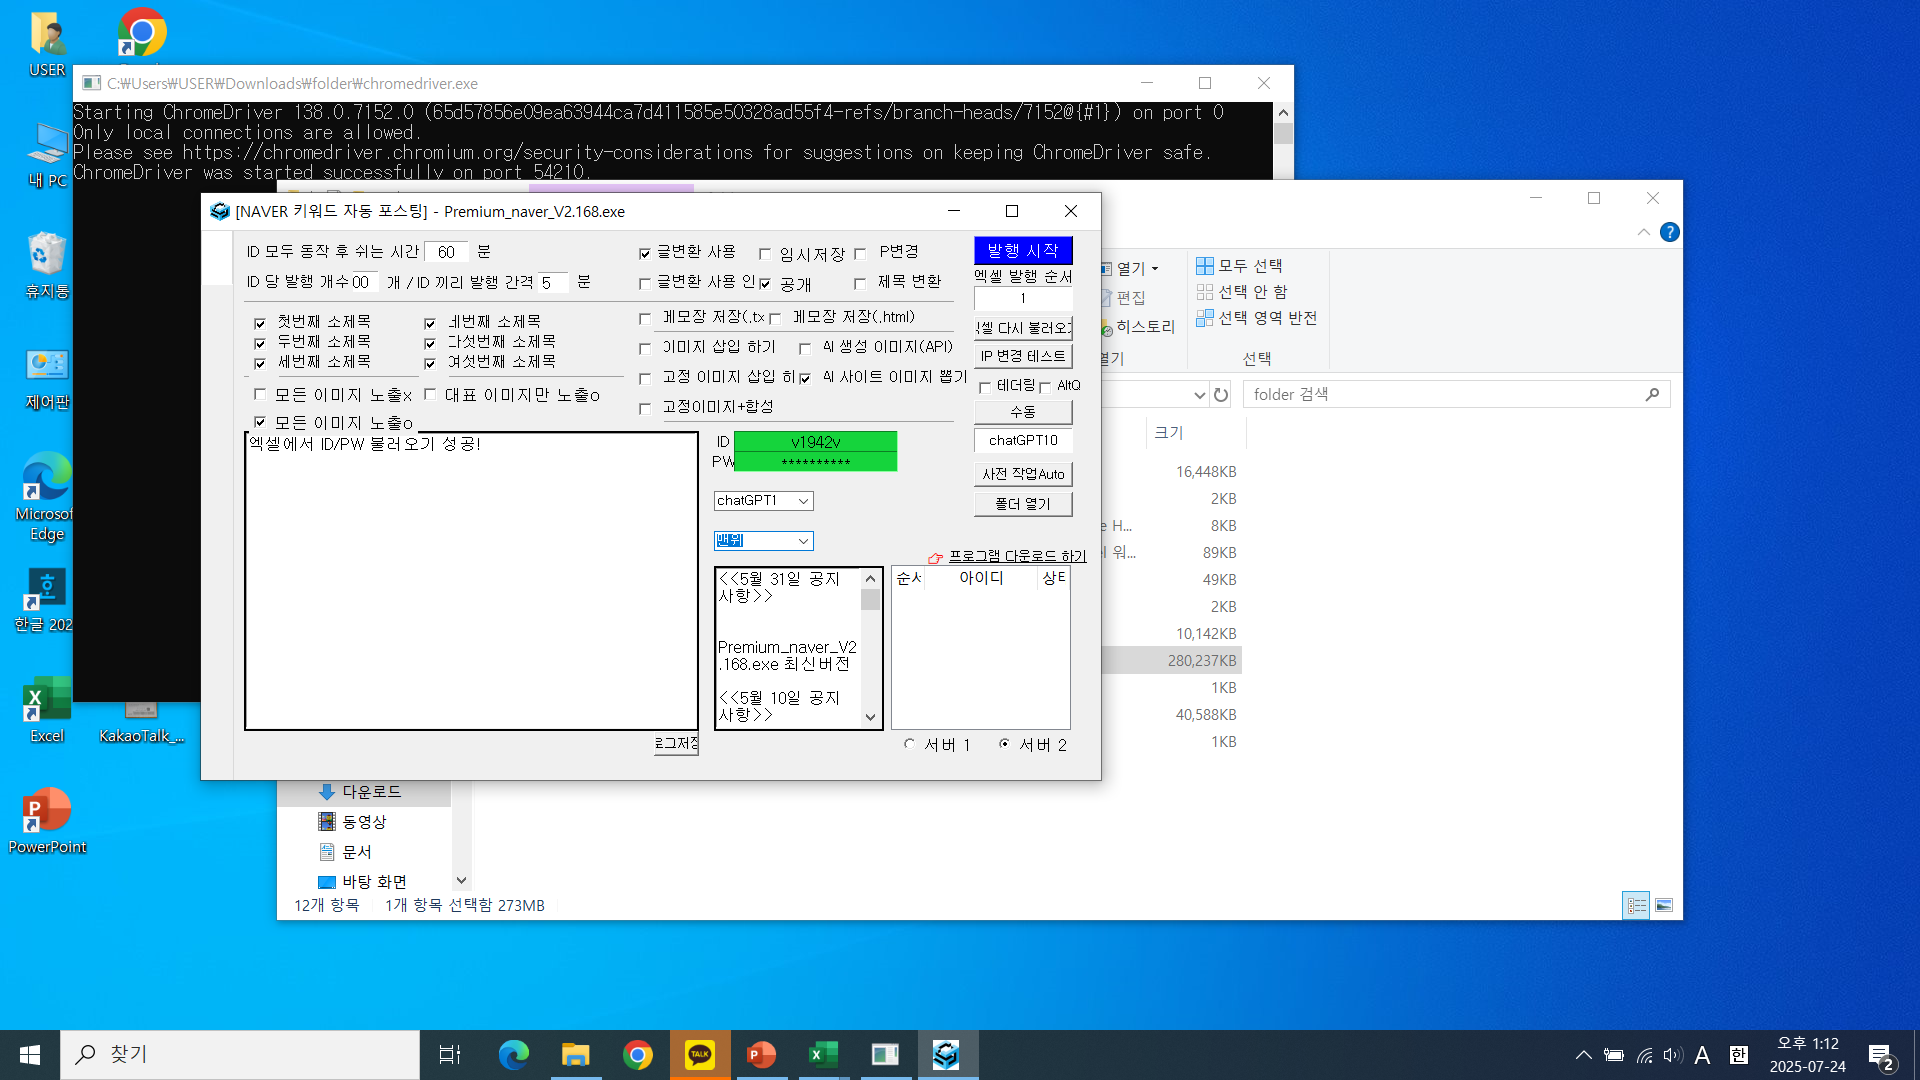 USER
내 PC
휴지통
제어판
Microsof
Edge
한글 202
Excel
KakaoTalk_...
PowerPoint
C:₩Users₩USER₩Downloads₩folder₩chromedriver.exe
Starting ChromeDriver 138.0.7152.0 (65d57856e09ea63944ca7d411585e50328ad55f4-refs/branch-heads/7152@{#1}) on port 0
Only local connections are allowed.
Please see https://chromedriver.chromium.org/security-considerations for suggestions on keeping ChromeDriver safe.
ChromeDriver was started successfully on port 54210.
[NAVER 키워드 자동 포스팅] - Premium_naver_V2.168.exe
ID 모두 동작 후 쉬는 시간 60 분
ID 당 발행 개수 00 개 / ID 끼리 발행 간격 5 분
글변환 사용 임시저장 P변경
글변환 사용 인 공개 제목 변환
첫번째 소제목 네번째 소제목
두번째 소제목 다섯번째 소제목
세번째 소제목 여섯번째 소제목
모든 이미지 노출x 대표 이미지만 노출o
모든 이미지 노출o
메모장 저장(.tx 메모장 저장(.html)
이미지 삽입 하기 AI 생성 이미지(API)
고정 이미지 삽입 히 AI 사이트 이미지 뽑기
고정이미지+합성
발행 시작
엑셀 발행 순서
1
셀 다시 불러오기
IP 변경 테스트
테더링 AltQ
수동
chatGPT10
사전 작업Auto
폴더 열기
엑셀에서 ID/PW 불러오기 성공!
ID v1942v
PW **********
chatGPT1
맨위
프로그램 다운로드 하기
<<5월 31일 공지
사항>>
Premium_naver_V2
.168.exe 최신버전
<<5월 10일 공지
사항>>
순서 아이디 상태
로그저장
서버 1 서버 2
열기
편집
히스토리
열기
모두 선택
선택 안 함
선택 영역 반전
선택
folder 검색
크기
16,448KB
2KB
e H... 8KB
el 워... 89KB
49KB
2KB
10,142KB
280,237KB
1KB
40,588KB
1KB
다운로드
동영상
문서
바탕 화면
12개 항목 1개 항목 선택함 273MB
찾기
TALK
A
한
오후 1:12
2025-07-24
2